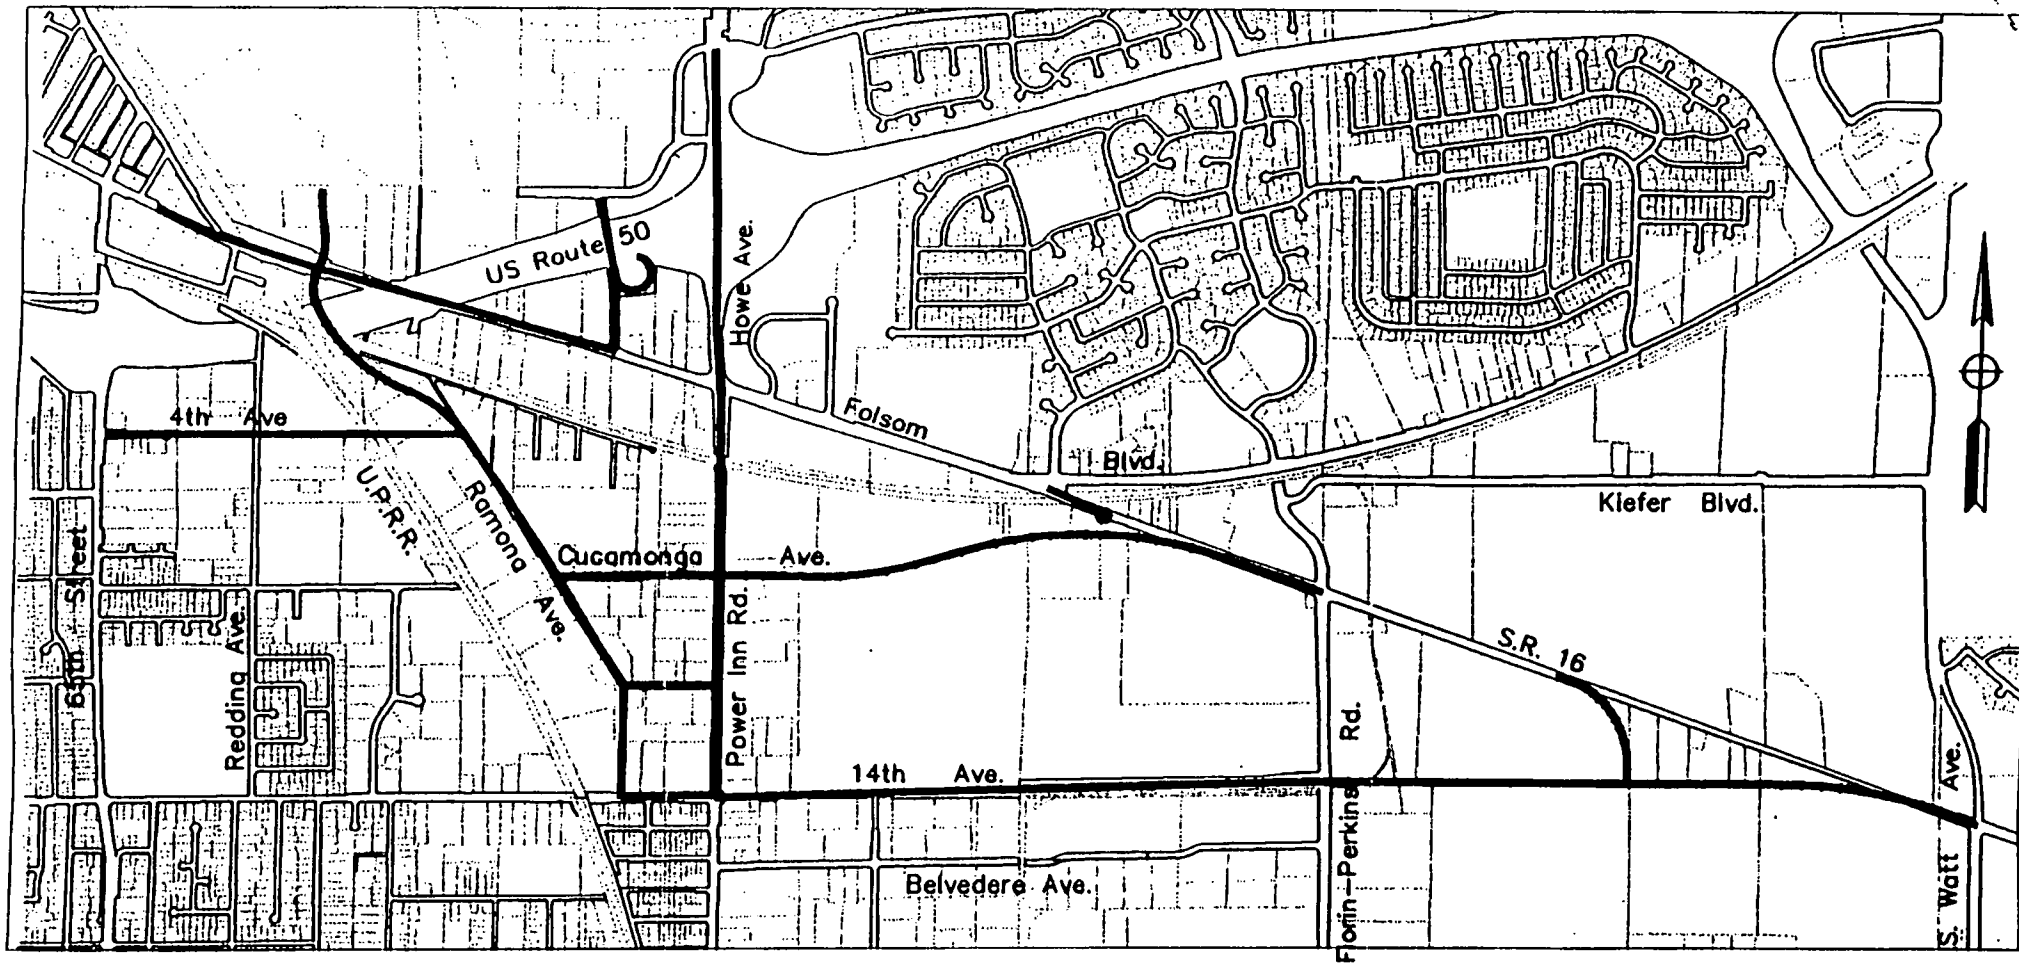 US Route 50
Howe Ave.
4th Ave
Folsom
Blvd.
Kiefer Blvd.
U.P.R.R.
Ramona Ave.
Cucamonga Ave.
65th Street
Redding Ave.
Power Inn Rd.
S.R. 16
14th Ave.
Florin-Perkins Rd.
Belvedere Ave.
S. Watt Ave.